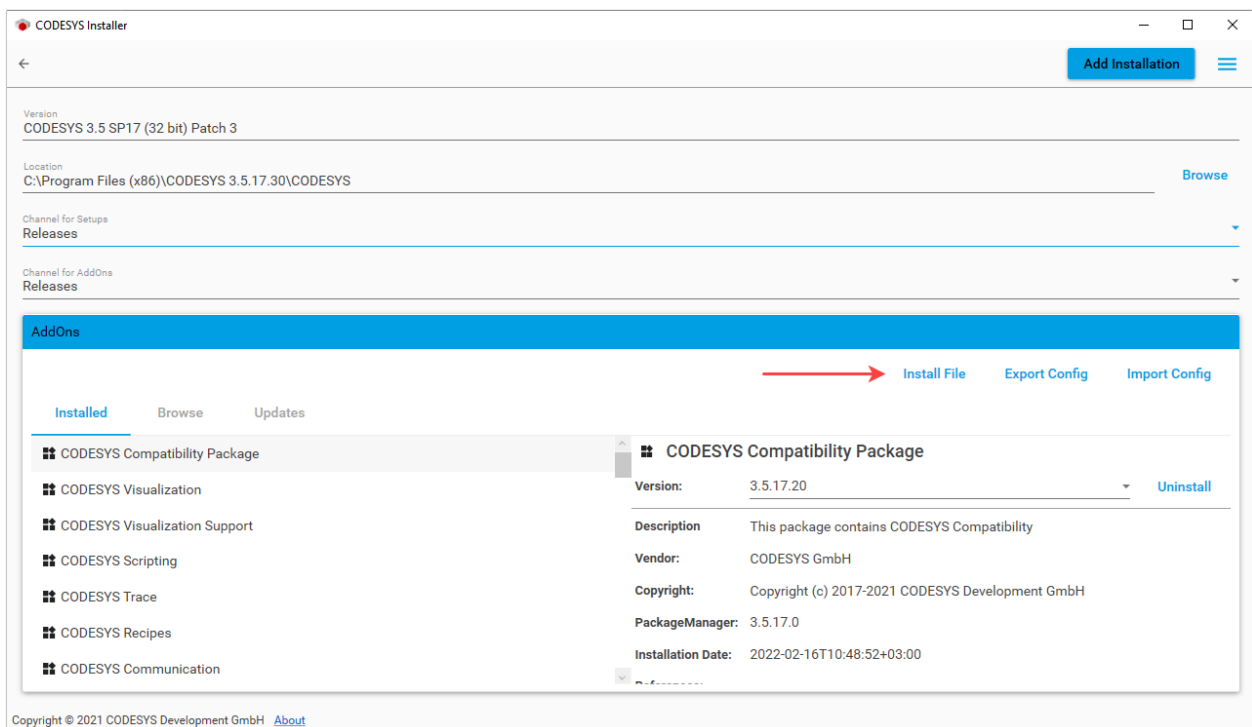 CODESYS Installer
Add Installation
Version
CODESYS 3.5 SP17 (32 bit) Patch 3
Location
C:\Program Files (x86)\CODESYS 3.5.17.30\CODESYS
Browse
Channel for Setups
Releases
Channel for AddOns
Releases
AddOns
Install File Export Config Import Config
Installed Browse Updates
CODESYS Compatibility Package
CODESYS Visualization
CODESYS Visualization Support
CODESYS Scripting
CODESYS Trace
CODESYS Recipes
CODESYS Communication
CODESYS Compatibility Package
Version: 3.5.17.20 Uninstall
Description This package contains CODESYS Compatibility
Vendor: CODESYS GmbH
Copyright: Copyright (c) 2017-2021 CODESYS Development GmbH
PackageManager: 3.5.17.0
Installation Date: 2022-02-16T10:48:52+03:00
Copyright © 2021 CODESYS Development GmbH About